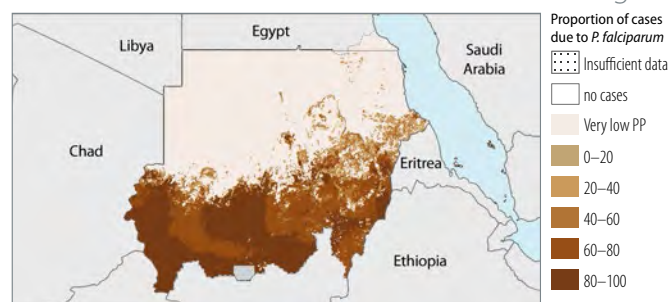 Libya
Egypt
Saudi
Arabia
Chad
Eritrea
Ethiopia
Proportion of cases
due to P. falciparum
Insufficient data
no cases
Very low PP
0–20
20–40
40–60
60–80
80–100